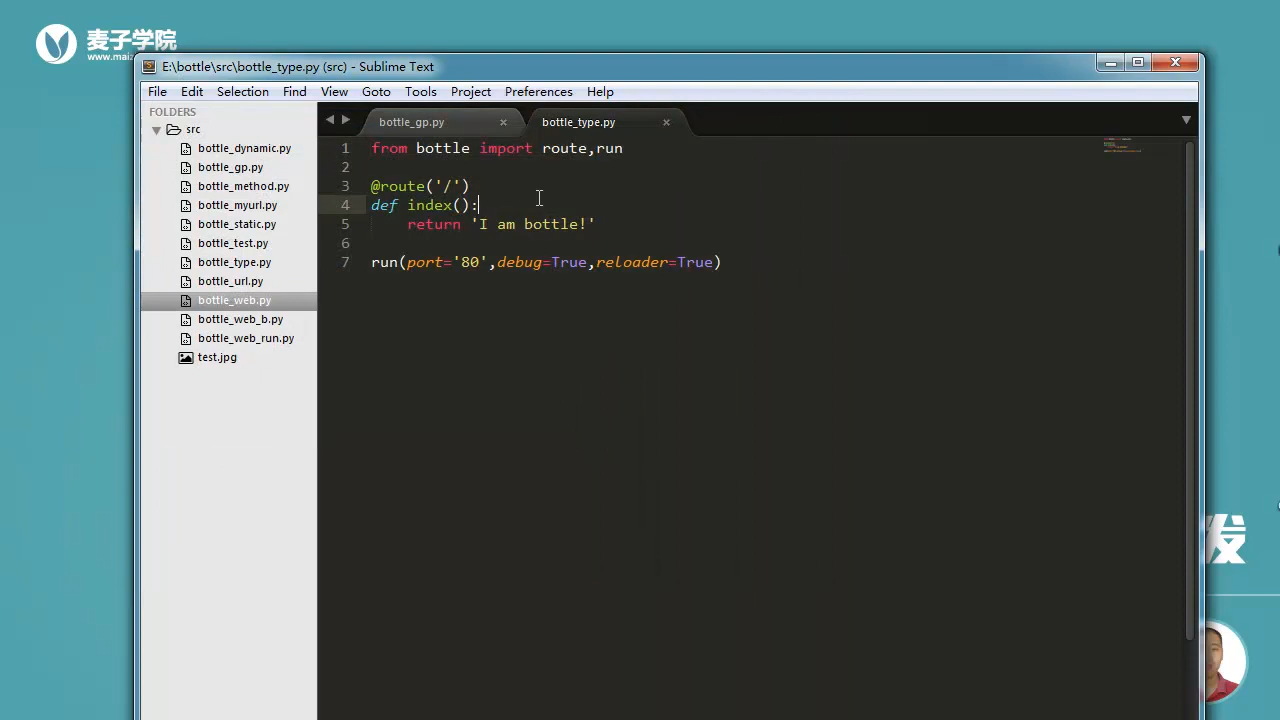 麦子学院
www.maiz
E:\bottle\src\bottle_type.py (src) - Sublime Text
File Edit Selection Find View Goto Tools Project Preferences Help
FOLDERS
src
bottle_dynamic.py
bottle_gp.py
bottle_method.py
bottle_myurl.py
bottle_static.py
bottle_test.py
bottle_type.py
bottle_url.py
bottle_web.py
bottle_web_b.py
bottle_web_run.py
test.jpg
bottle_gp.py bottle_type.py
1 from bottle import route,run
2
3 @route('/')
4 def index():
5 return 'I am bottle!'
6
7 run(port='80',debug=True,reloader=True)
发